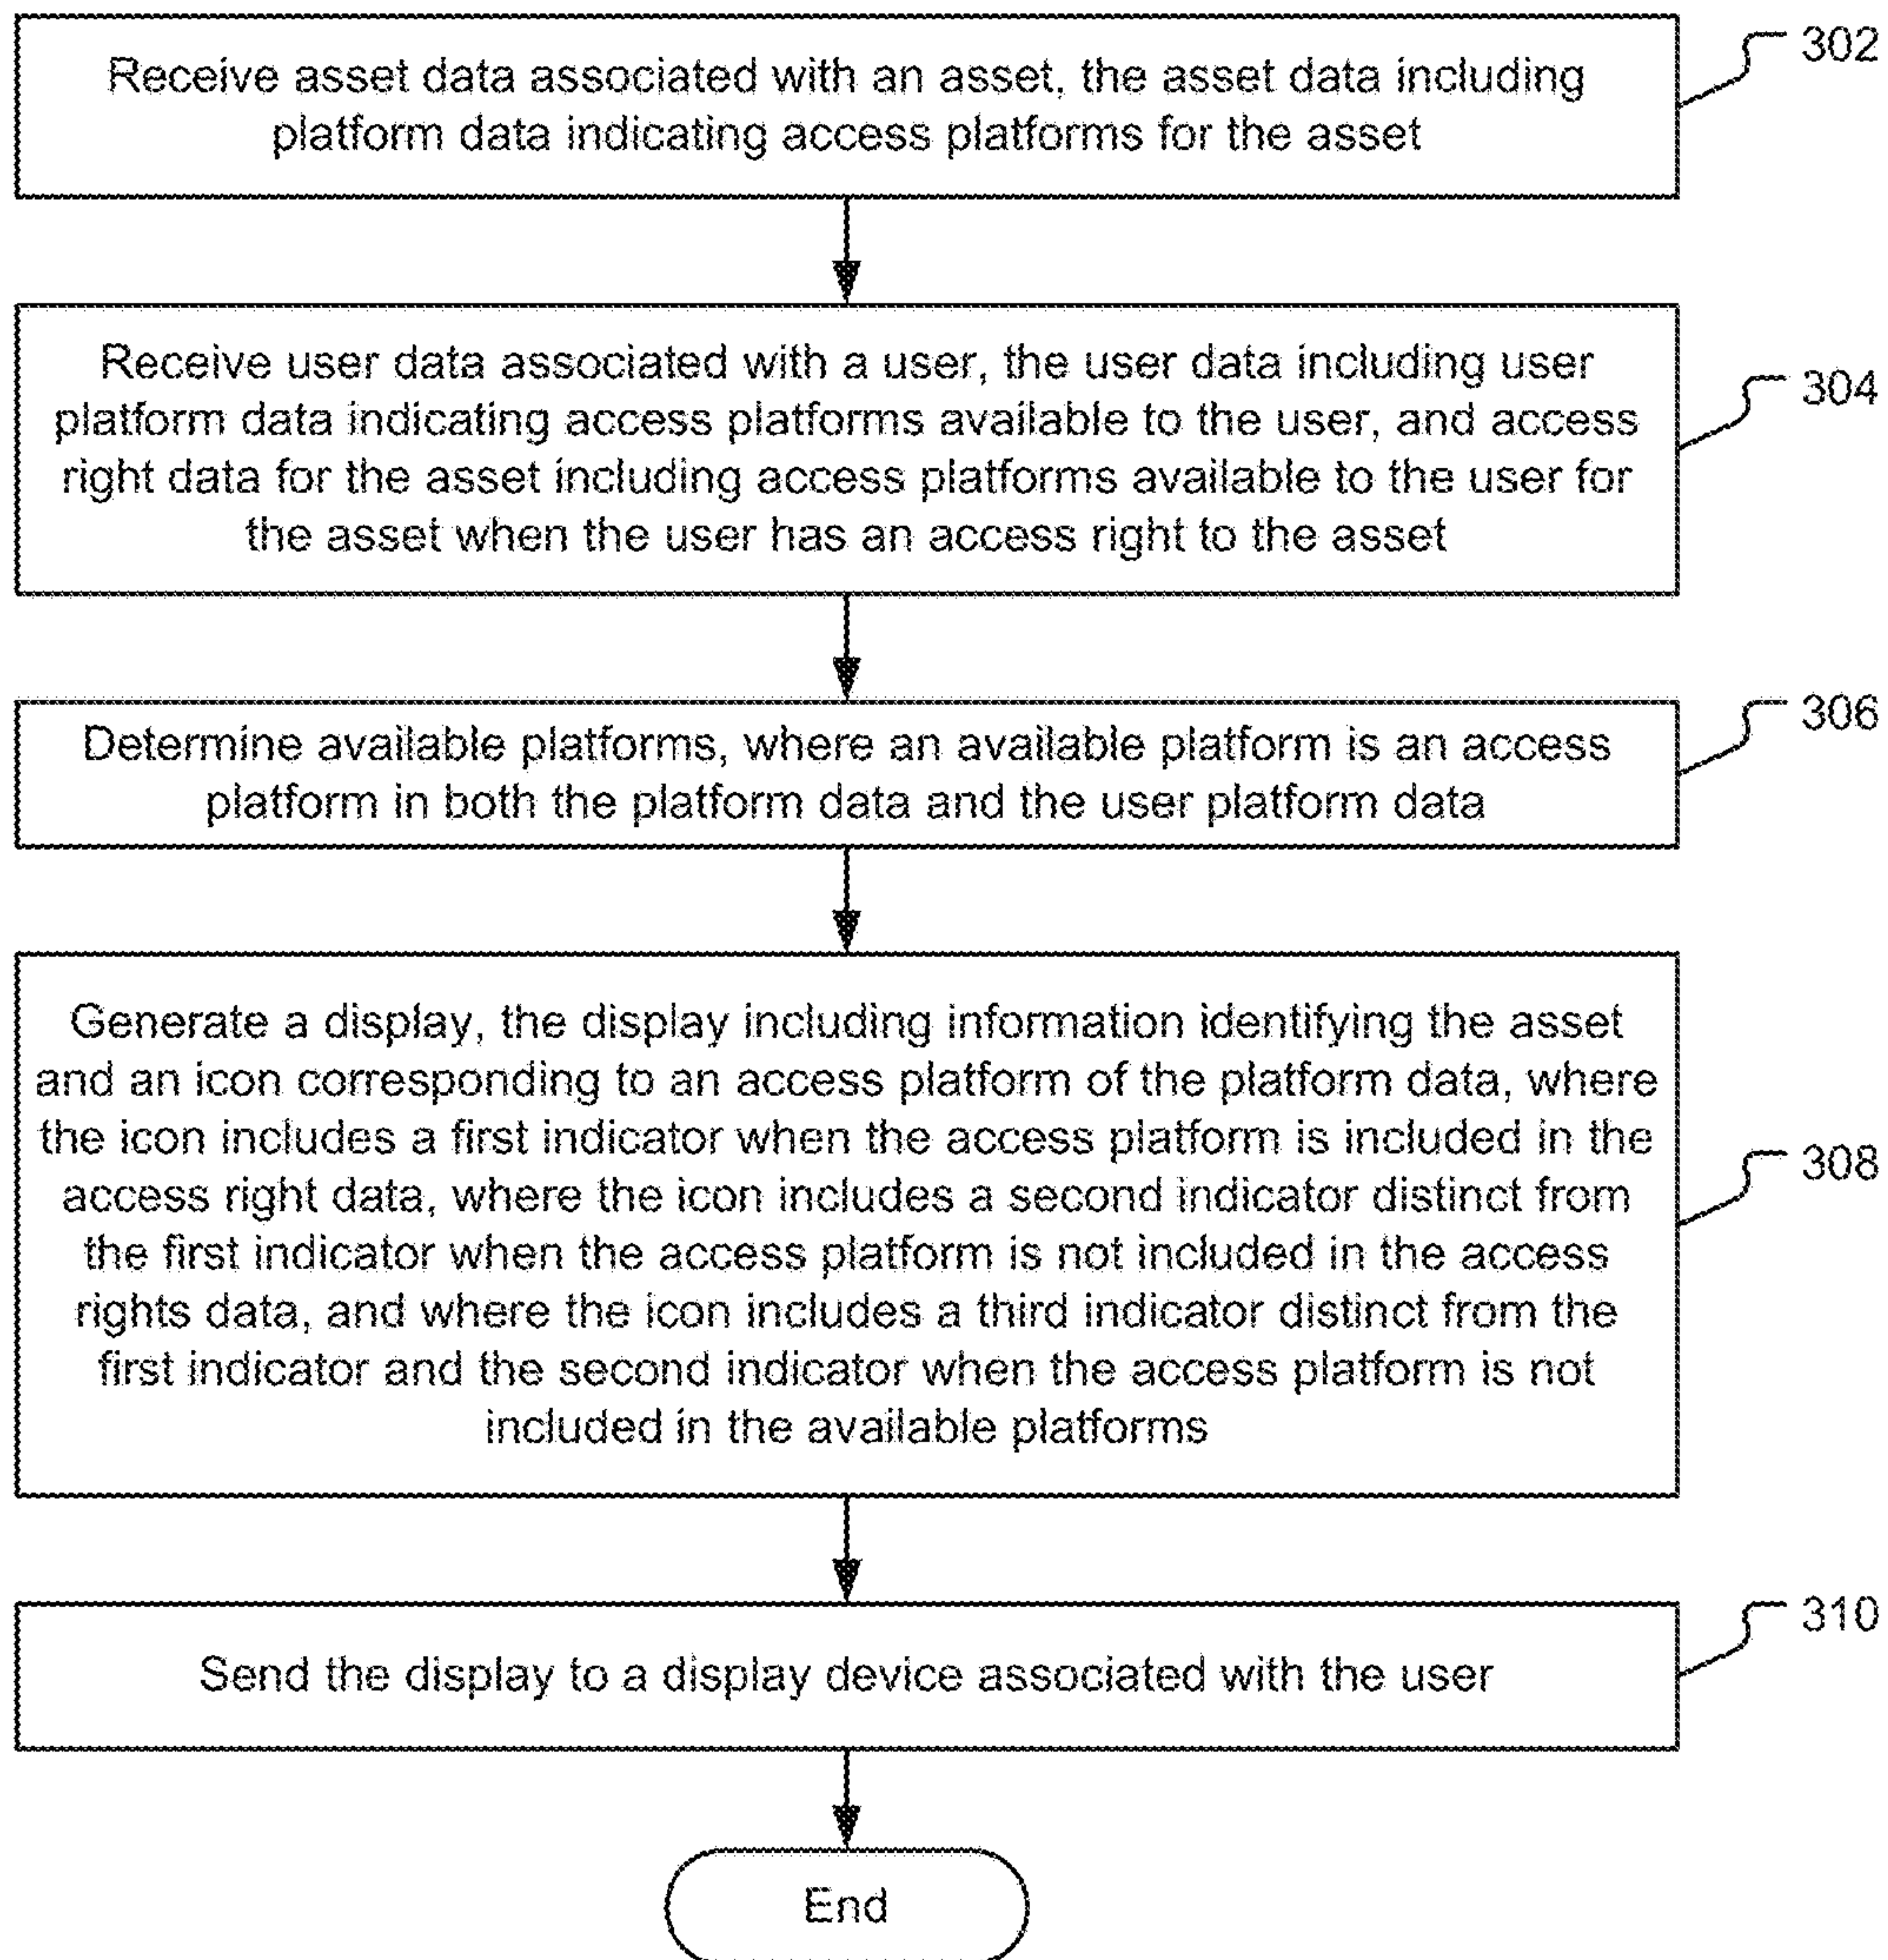 Receive asset data associated with an asset, the asset data including
platform data indicating access platforms for the asset
302
Receive user data associated with a user, the user data including user
platform data indicating access platforms available to the user, and access
right data for the asset including access platforms available to the user for
the asset when the user has an access right to the asset
304
Determine available platforms, where an available platform is an access
platform in both the platform data and the user platform data
306
Generate a display, the display including information identifying the asset
and an icon corresponding to an access platform of the platform data, where
the icon includes a first indicator when the access platform is included in the
access right data, where the icon includes a second indicator distinct from
the first indicator when the access platform is not included in the access
rights data, and where the icon includes a third indicator distinct from the
first indicator and the second indicator when the access platform is not
included in the available platforms
308
Send the display to a display device associated with the user
310
End